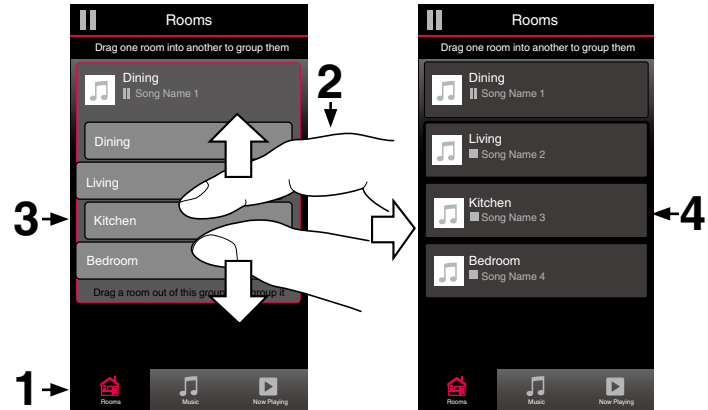 Rooms
Drag one room into another to group them
Dining
Song Name 1
2
Dining
Living
3
Kitchen
Bedroom
Drag a room out of this group
group it
1
Rooms
Music
Now Playing
Rooms
Drag one room into another to group them
Dining
Song Name 1
Living
Song Name 2
Kitchen
Song Name 3
4
Bedroom
Song Name 4
Rooms
Music
Now Playing